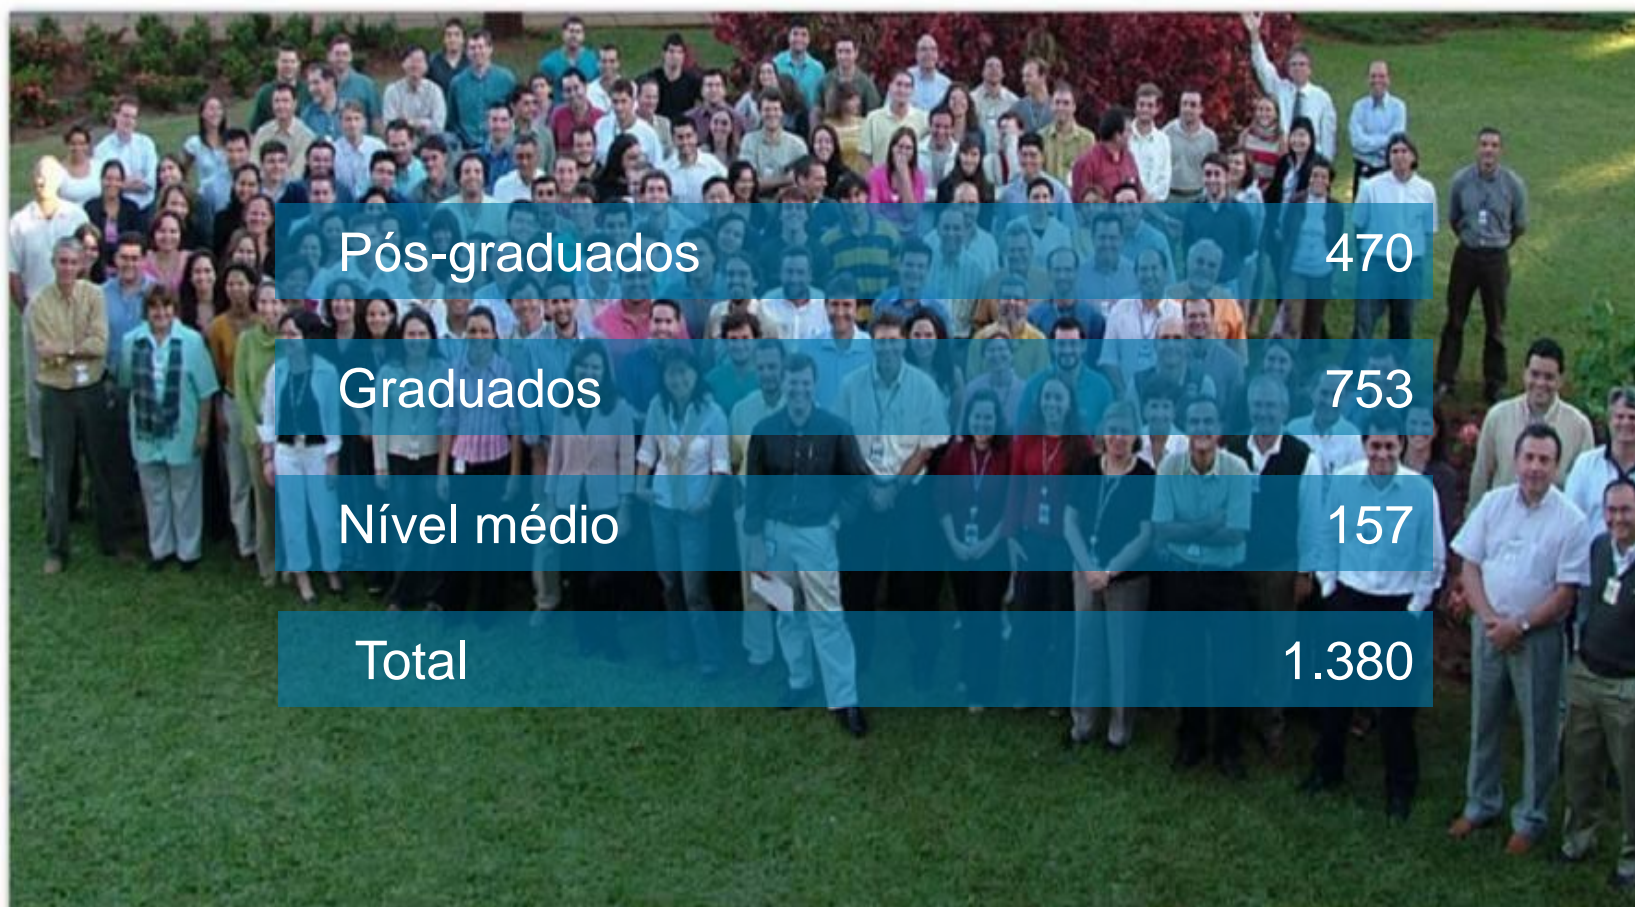 Pós-graduados 470
Graduados 753
Nível médio 157
Total 1.380